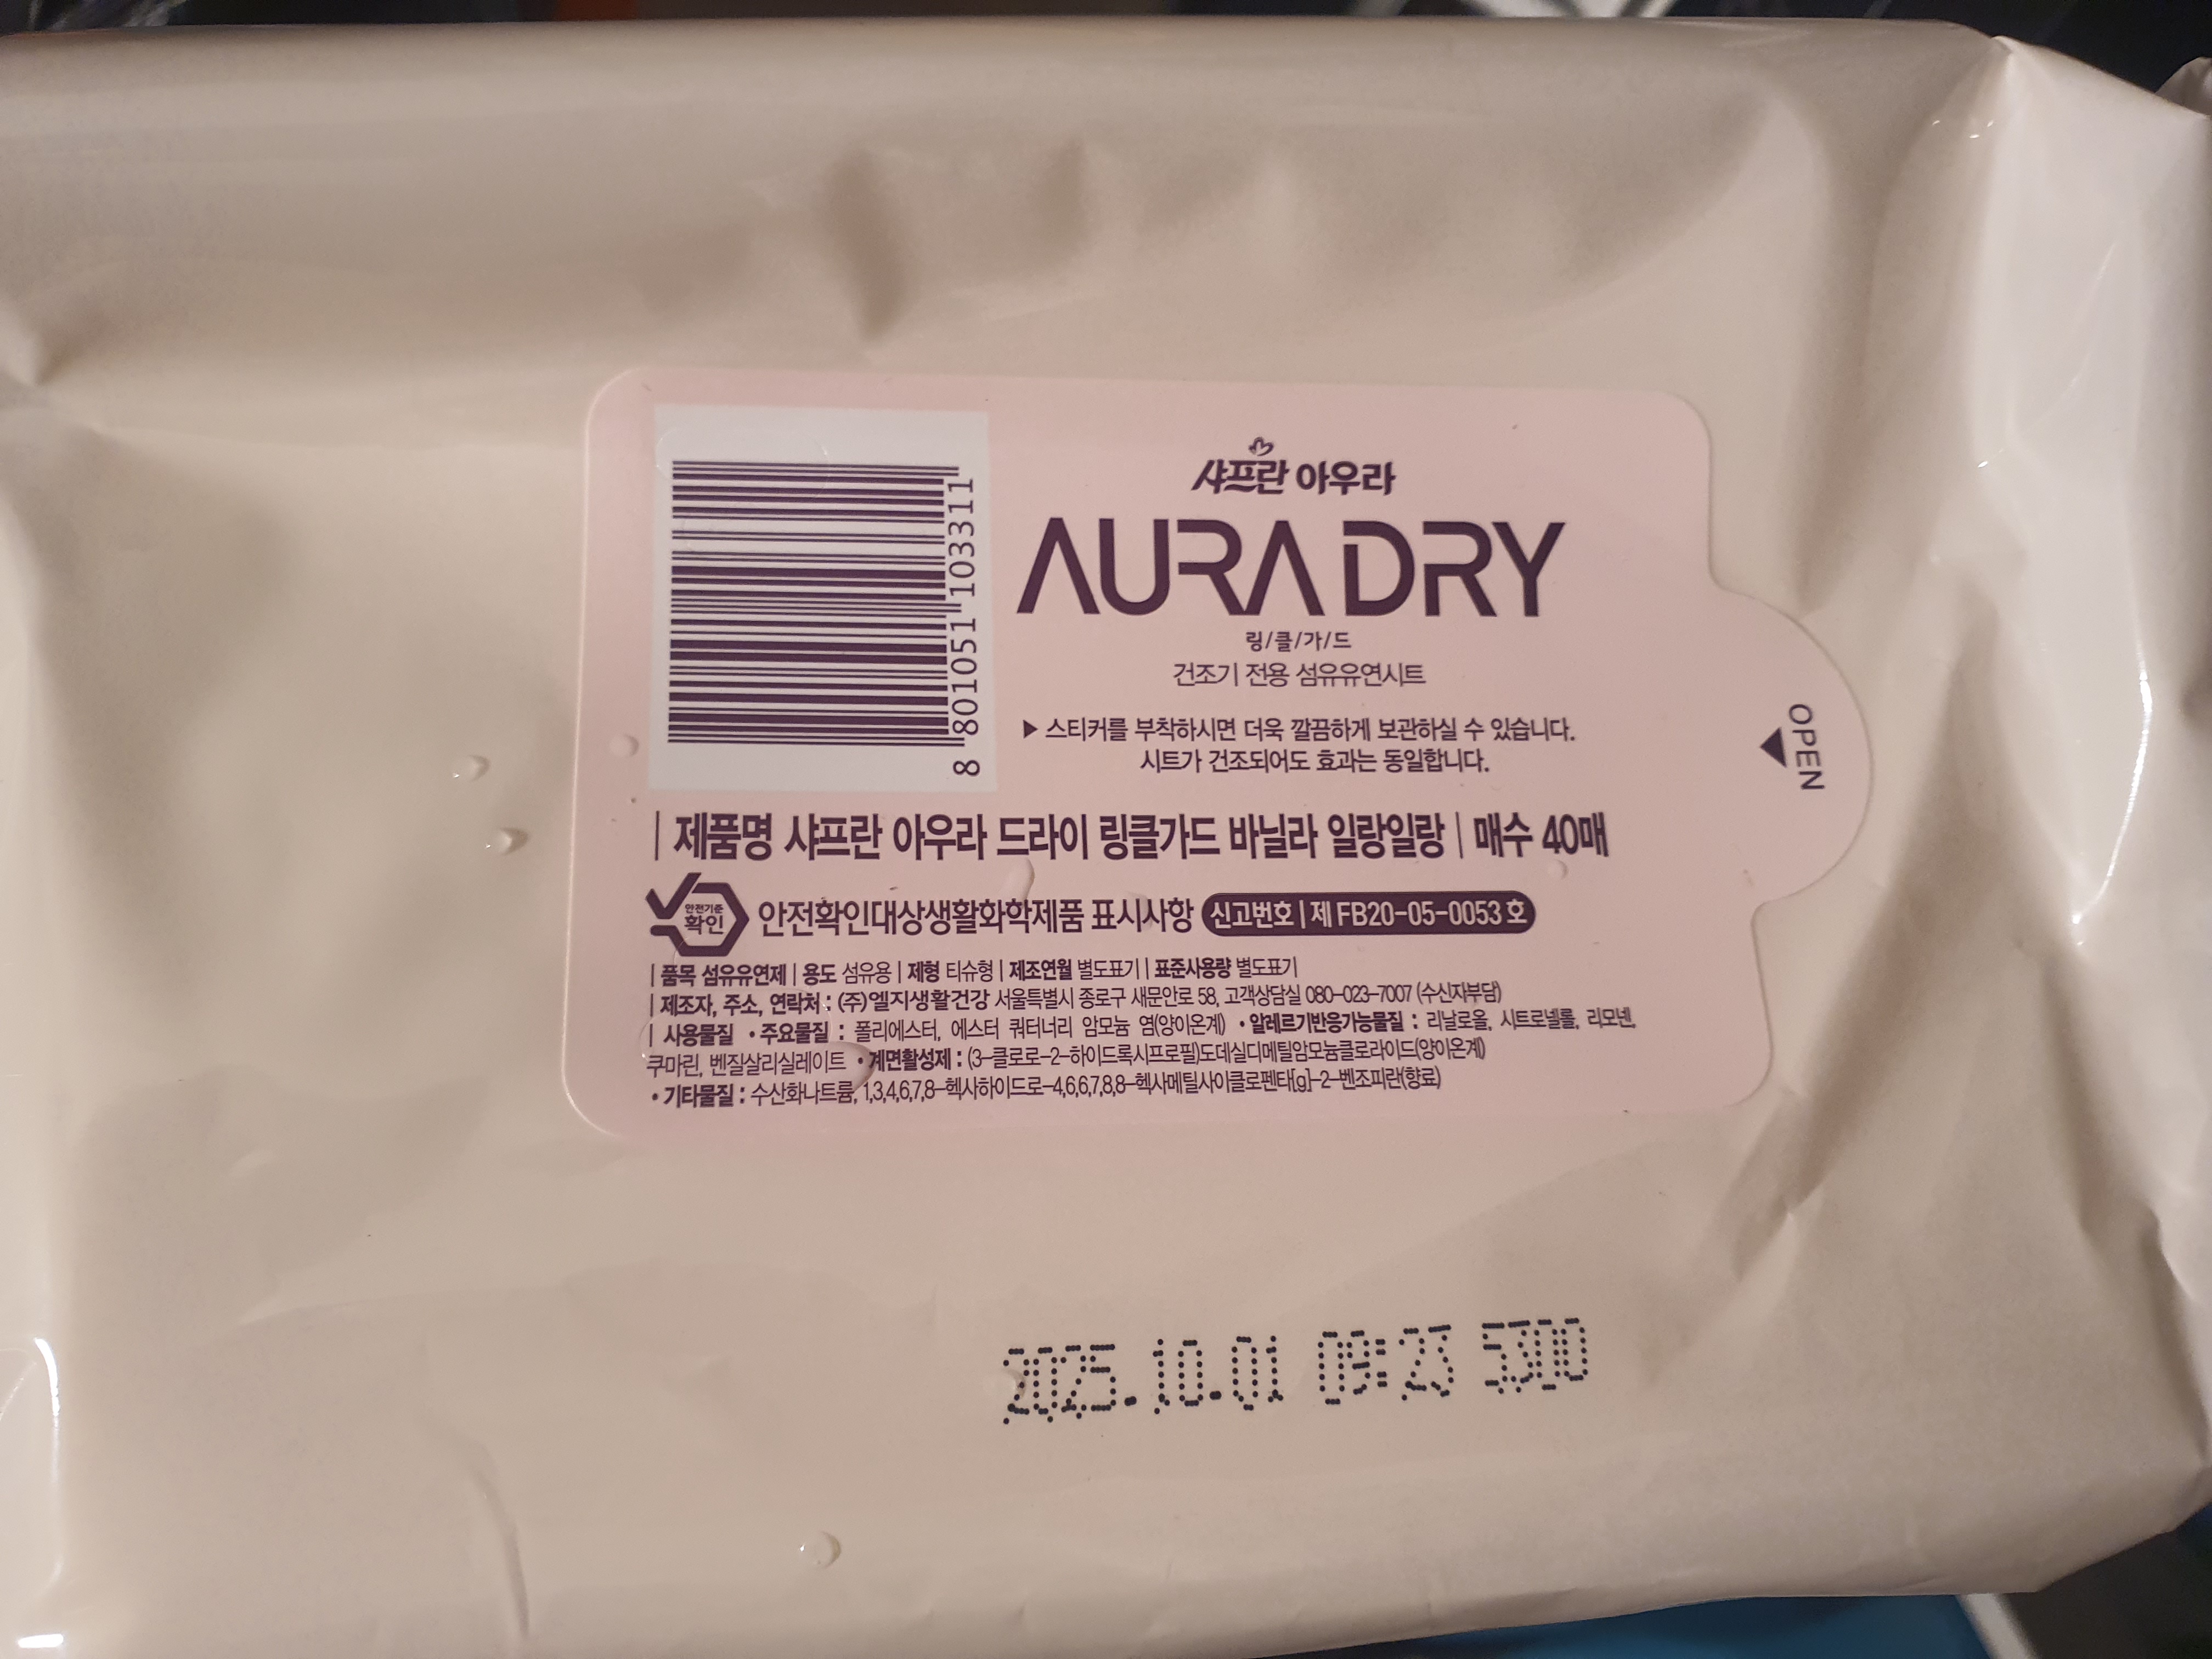 8 801051 103311
샤프란 아우라
AURA DRY
링/클/가/드
건조기 전용 섬유유연시트
▶ 스티커를 부착하시면 더욱 깔끔하게 보관하실 수 있습니다.
시트가 건조되어도 효과는 동일합니다.
◀ OPEN
| 제품명 샤프란 아우라 드라이 링클가드 바닐라 일랑일랑 | 매수 40매
안전기준
확인
안전확인대상생활화학제품 표시사항 신고번호 | 제 FB20-05-0053 호
| 품목 섬유유연제 | 용도 섬유용 | 제형 티슈형 | 제조연월 별도표기 | 표준사용량 별도표기
| 제조자, 주소, 연락처 : (주)엘지생활건강 서울특별시 종로구 새문안로 58, 고객상담실 080-023-7007 (수신자부담)
| 사용물질 • 주요물질 : 폴리에스터, 에스터 쿼터너리 암모늄 염(양이온계) • 알레르기반응가능물질 : 리날로올, 시트로넬롤, 리모넨,
쿠마린, 벤질살리실레이트 • 계면활성제 : (3-클로로-2-하이드록시프로필)도데실디메틸암모늄클로라이드(양이온계)
• 기타물질 : 수산화나트륨, 1,3,4,6,7,8-헥사하이드로-4,6,6,7,8,8-헥사메틸사이클로펜타[g]-2-벤조피란(향료)
2025.10.01 09:23 5300